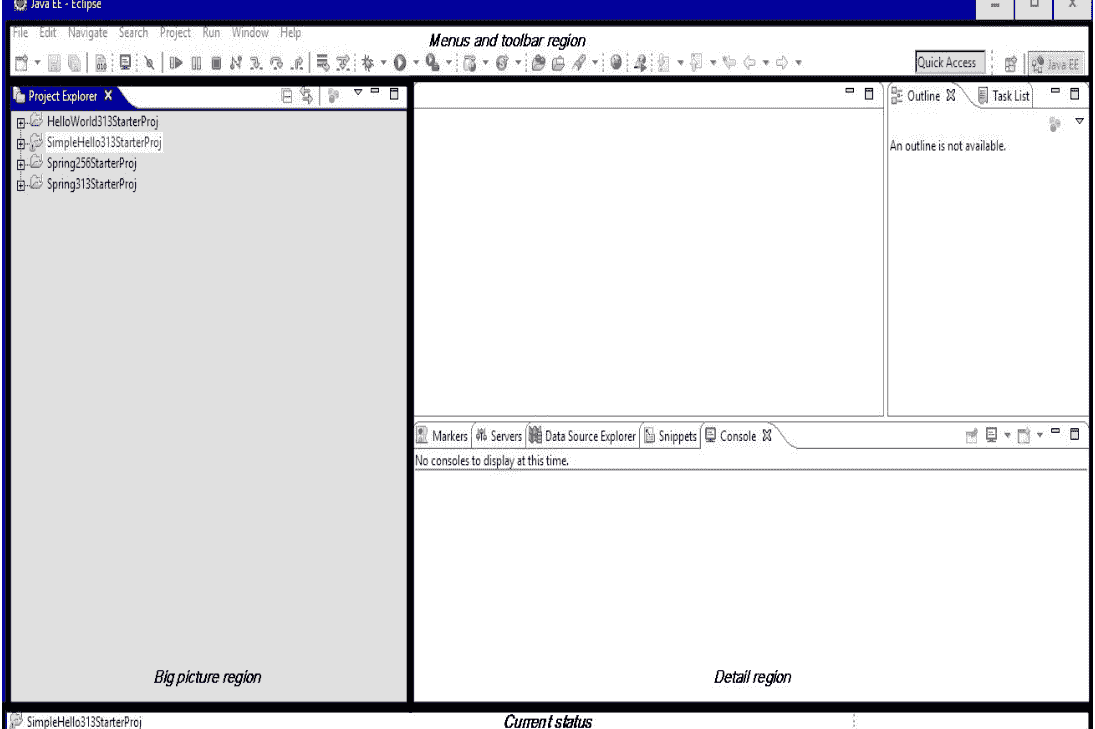 Java EE - Eclipse
File Edit Navigate Search Project Run Window Help
Menus and toolbar region
Quick Access
Java EE
Project Explorer
HelloWorld313StarterProj
SimpleHello313StarterProj
Spring256StarterProj
Spring313StarterProj
Big picture region
Outline Task List
An outline is not available.
Markers Servers Data Source Explorer Snippets Console
No consoles to display at this time.
Detail region
SimpleHello313StarterProj
Current status